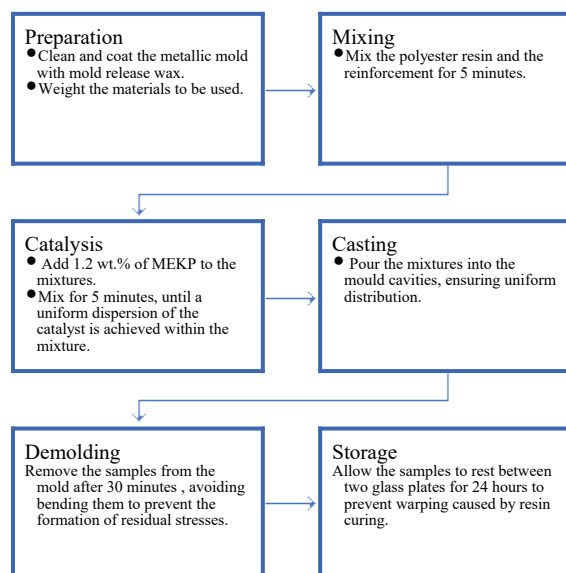 Preparation
● Clean and coat the metallic mold
with mold release wax.
● Weight the materials to be used.
Mixing
● Mix the polyester resin and the
reinforcement for 5 minutes.
Catalysis
● Add 1.2 wt.% of MEKP to the
mixtures.
● Mix for 5 minutes, until a
uniform dispersion of the
catalyst is achieved within the
mixture.
Casting
● Pour the mixtures into the
mould cavities, ensuring uniform
distribution.
Demolding
Remove the samples from the
mold after 30 minutes , avoiding
bending them to prevent the
formation of residual stresses.
Storage
Allow the samples to rest between
two glass plates for 24 hours to
prevent warping caused by resin
curing.